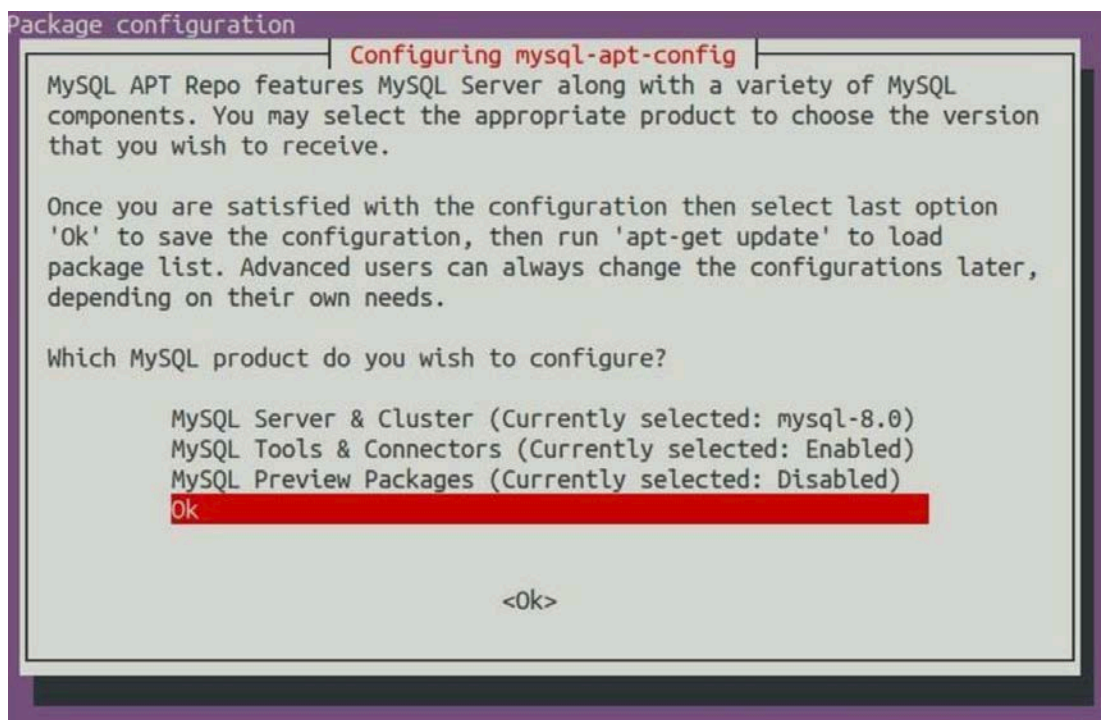 Package configuration
Configuring mysql-apt-config
MySQL APT Repo features MySQL Server along with a variety of MySQL
components. You may select the appropriate product to choose the version
that you wish to receive.
Once you are satisfied with the configuration then select last option
'Ok' to save the configuration, then run 'apt-get update' to load
package list. Advanced users can always change the configurations later,
depending on their own needs.
Which MySQL product do you wish to configure?
MySQL Server & Cluster (Currently selected: mysql-8.0)
MySQL Tools & Connectors (Currently selected: Enabled)
MySQL Preview Packages (Currently selected: Disabled)
Ok
<Ok>